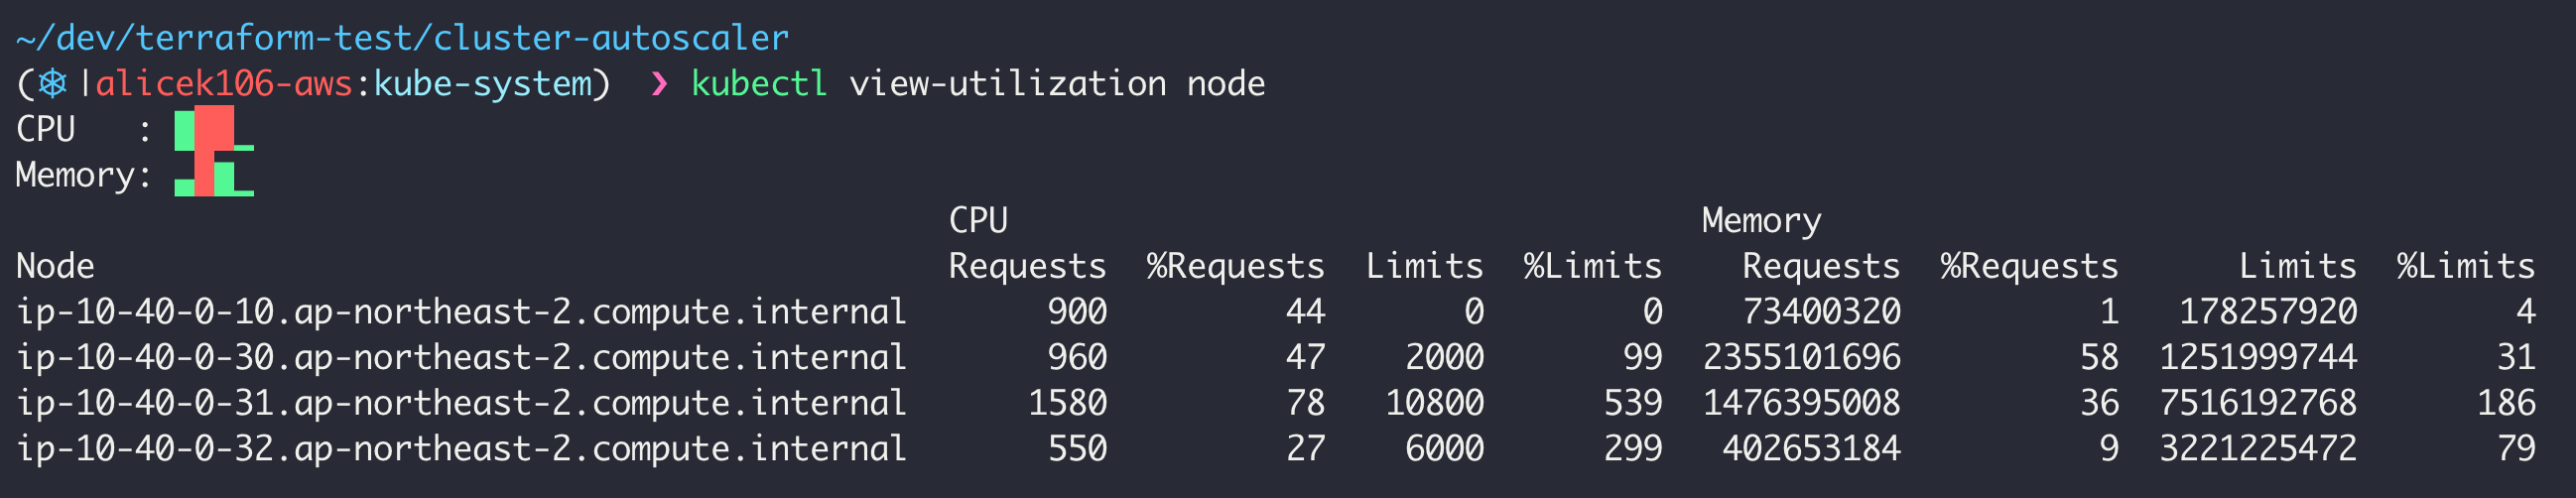 ~/dev/terraform-test/cluster-autoscaler
(⎈|alicek106-aws:kube-system) ❯ kubectl view-utilization node
CPU   :
Memory:
CPU Memory
Node Requests %Requests Limits %Limits Requests %Requests Limits %Limits
ip-10-40-0-10.ap-northeast-2.compute.internal 900 44 0 0 73400320 1 178257920 4
ip-10-40-0-30.ap-northeast-2.compute.internal 960 47 2000 99 2355101696 58 1251999744 31
ip-10-40-0-31.ap-northeast-2.compute.internal 1580 78 10800 539 1476395008 36 7516192768 186
ip-10-40-0-32.ap-northeast-2.compute.internal 550 27 6000 299 402653184 9 3221225472 79